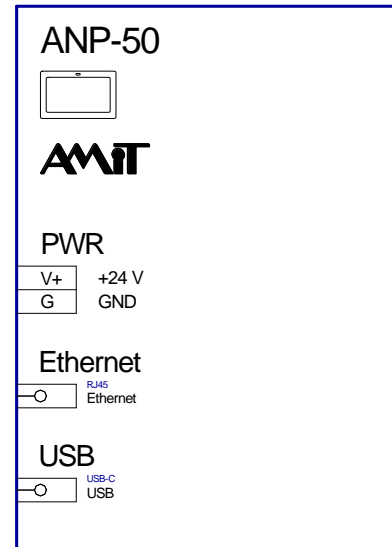 ANP-50
AMiT
PWR
V+ +24 V
G GND
Ethernet
RJ45
Ethernet
USB
USB-C
USB